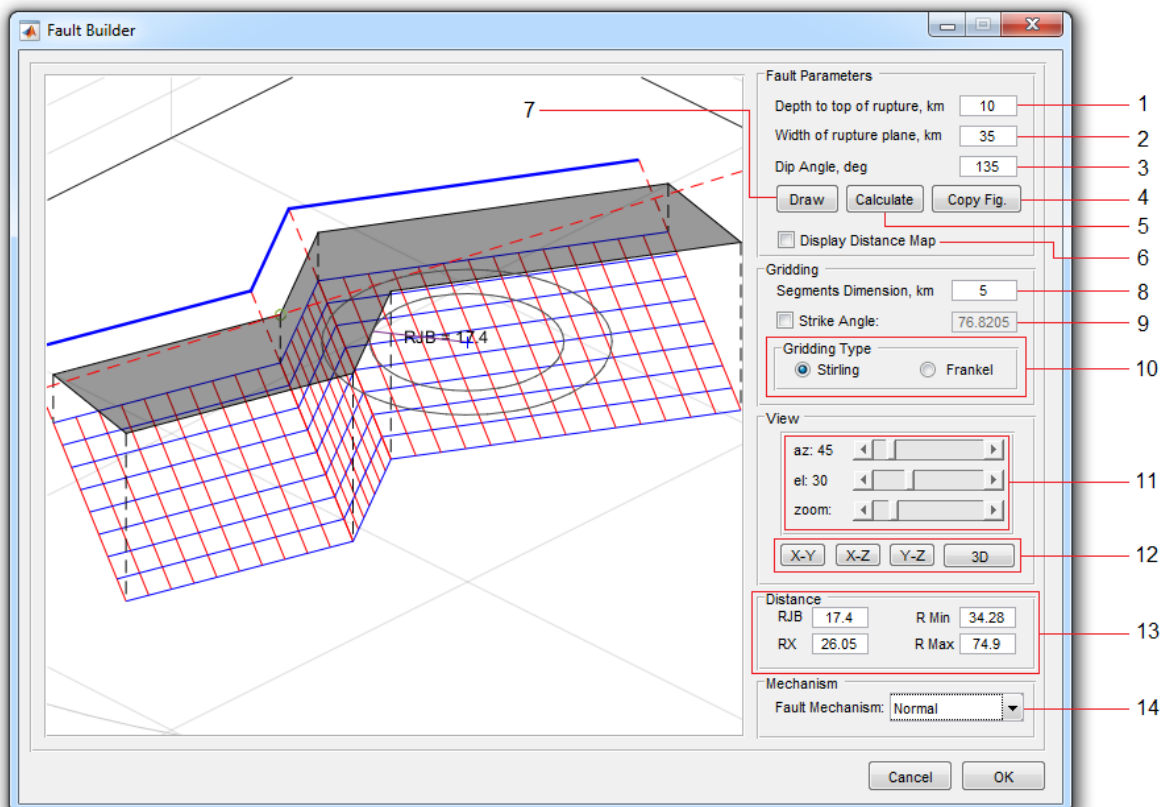 Fault Builder
Fault Parameters
Depth to top of rupture, km 10
1
Width of rupture plane, km 35
2
Dip Angle, deg 135
3
7
Draw Calculate Copy Fig.
4
5
Display Distance Map
6
Gridding
Segments Dimension, km 5
8
Strike Angle: 76.8205
9
Gridding Type
Stirling Frankel
10
RJB = 17.4
View
az: 45
el: 30
11
zoom:
X-Y X-Z Y-Z 3D
12
Distance
RJB 17.4 R Min 34.28
RX 26.05 R Max 74.9
13
Mechanism
Fault Mechanism: Normal
14
Cancel OK